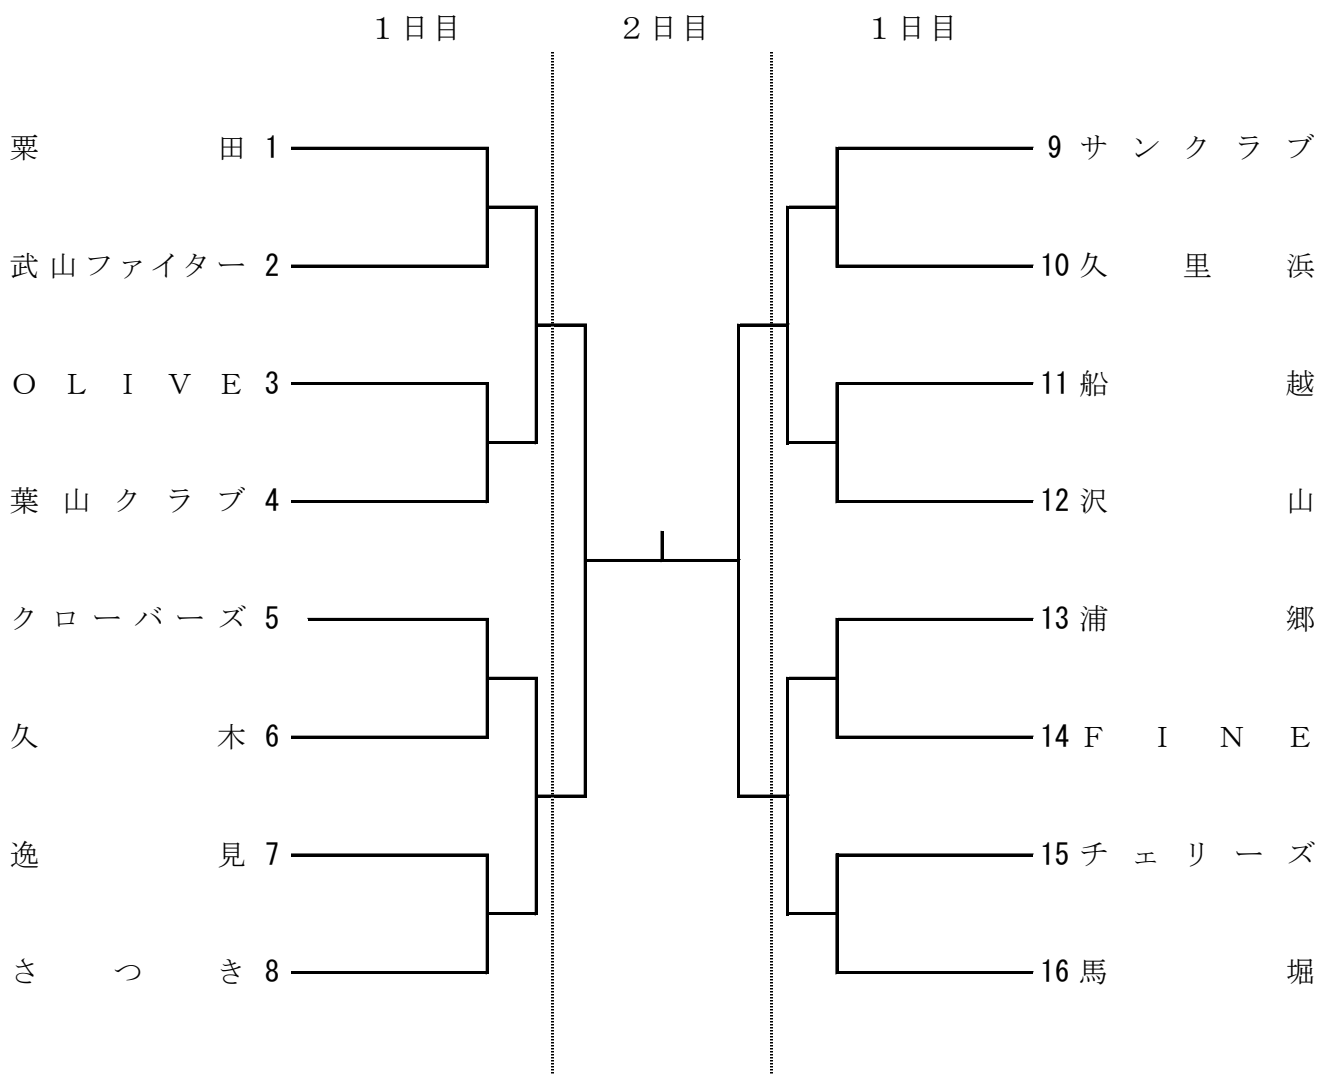 １日目 ２日目 １日目
粟田 1 9 サンクラブ
武山ファイター 2 10 久里浜
ＯＬＩＶＥ 3 11 船越
葉山クラブ 4 12 沢山
クローバーズ 5 13 浦郷
久木 6 14 ＦＩＮＥ
逸見 7 15 チェリーズ
さつき 8 16 馬堀